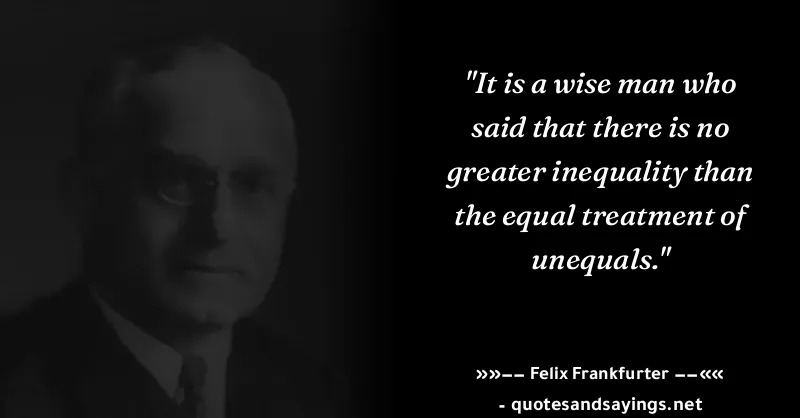 "It is a wise man who
said that there is no
greater inequality than
the equal treatment of
unequals."
»»–– Felix Frankfurter ––««
- quotesandsayings.net